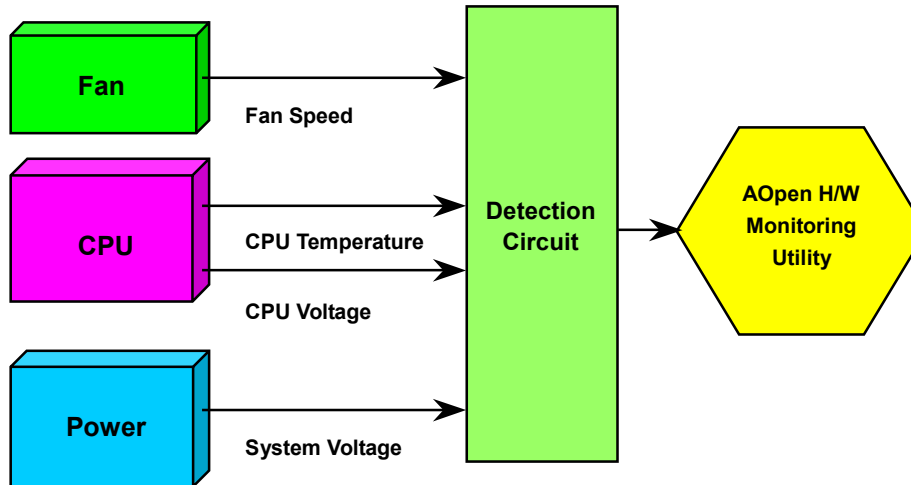 Fan
Fan Speed
CPU
CPU Temperature
CPU Voltage
Power
System Voltage
Detection
Circuit
AOpen H/W
Monitoring
Utility